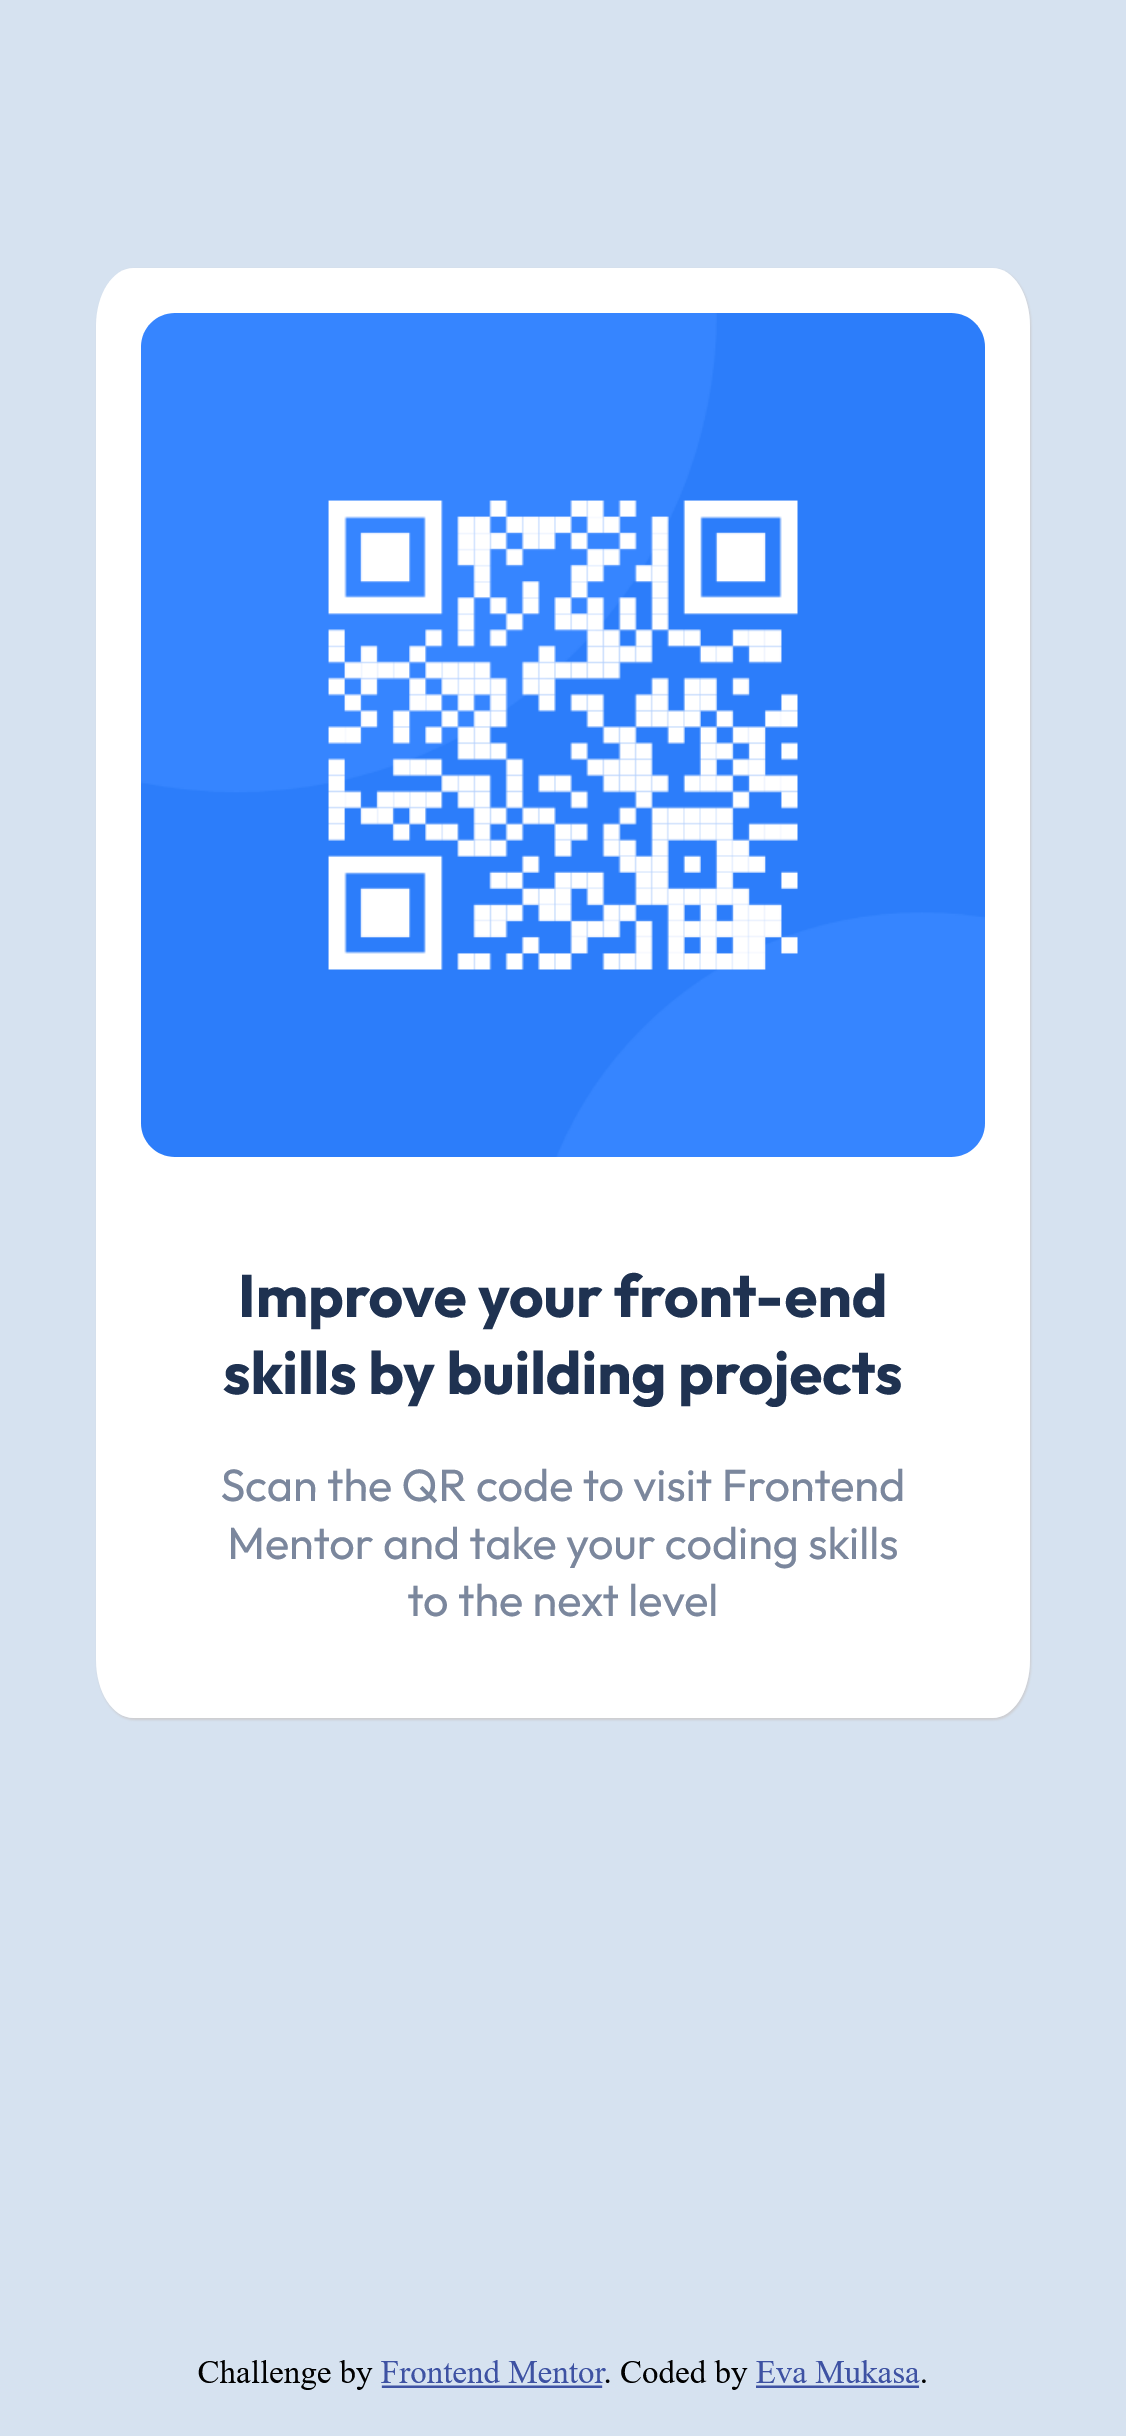 Improve your front-end
skills by building projects
Scan the QR code to visit Frontend
Mentor and take your coding skills
to the next level
Challenge by Frontend Mentor. Coded by Eva Mukasa.